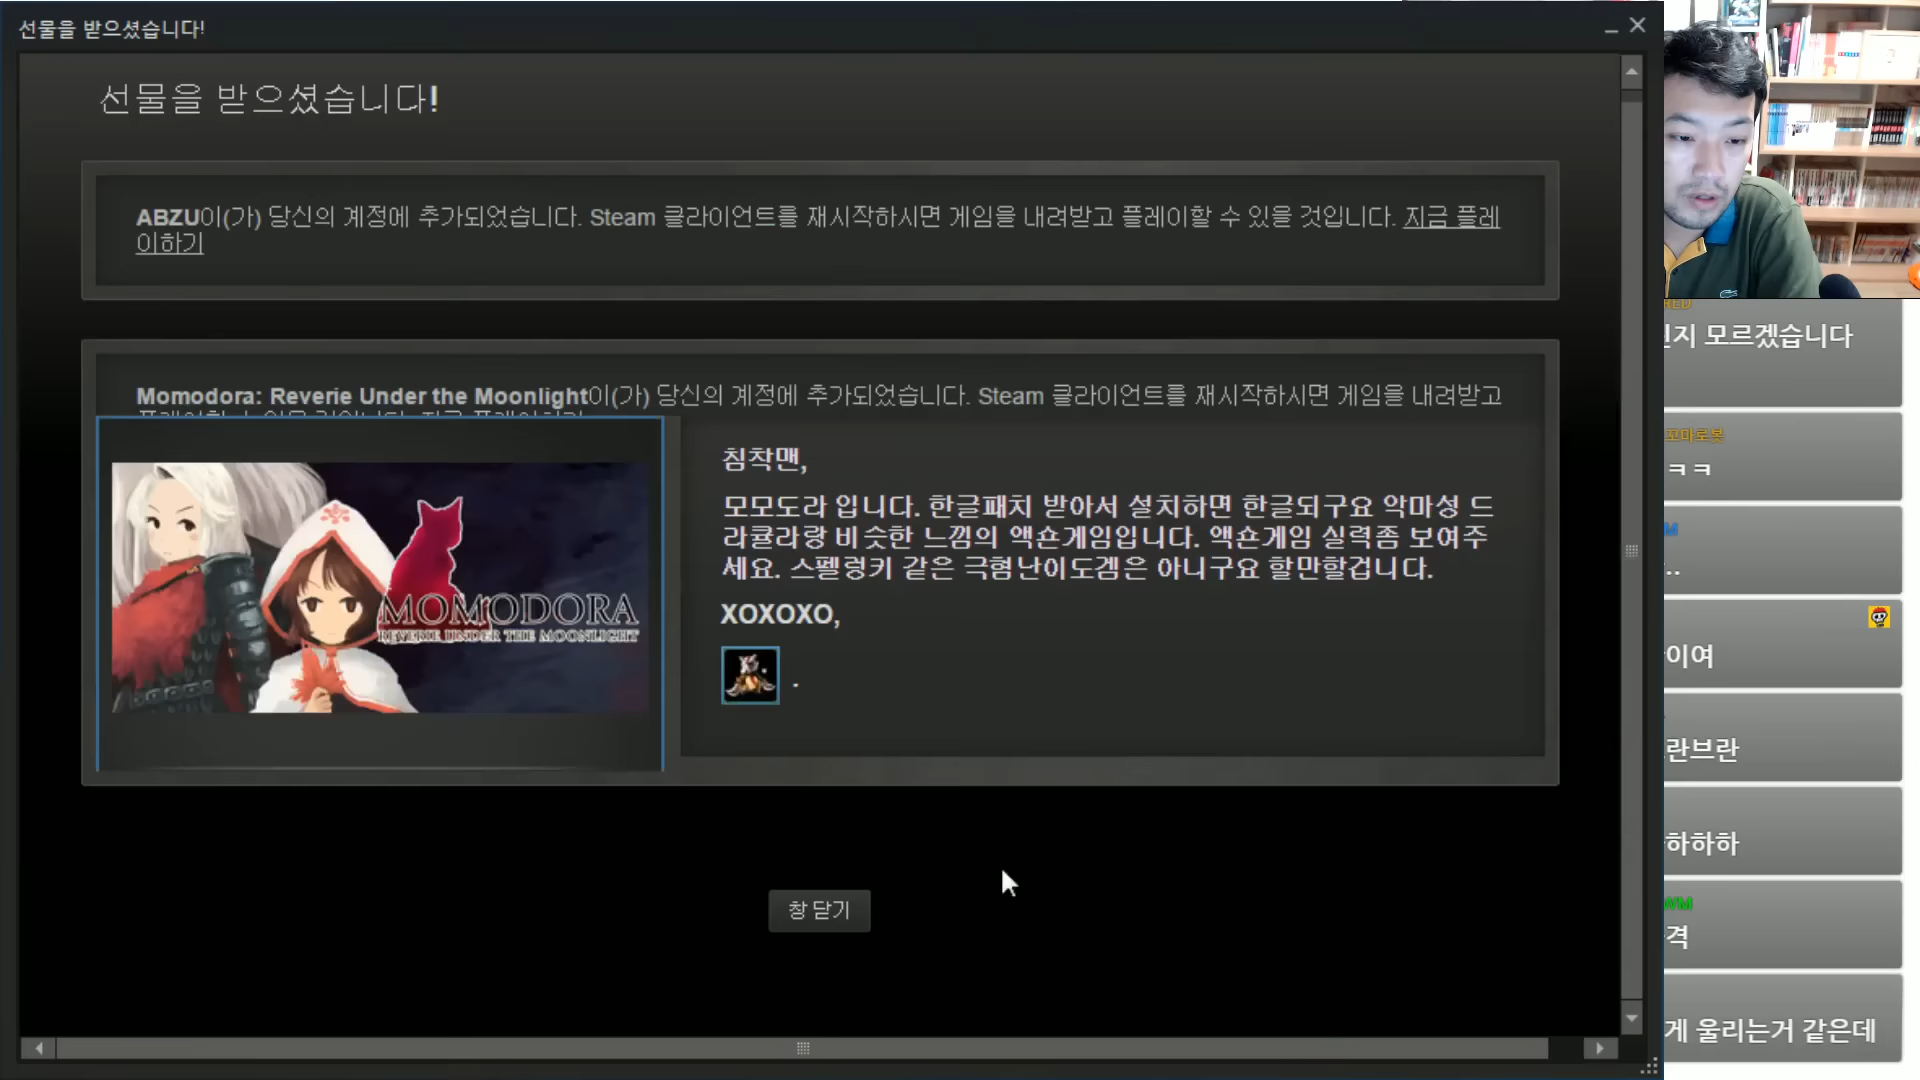 선물을 받으셨습니다!
선물을 받으셨습니다!
ABZU이(가) 당신의 계정에 추가되었습니다. Steam 클라이언트를 재시작하시면 게임을 내려받고 플레이할 수 있을 것입니다. 지금 플레
이하기
Momodora: Reverie Under the Moonlight이(가) 당신의 계정에 추가되었습니다. Steam 클라이언트를 재시작하시면 게임을 내려받고
MOMODORA
REVERIE UNDER THE MOONLIGHT
침착맨,
모모도라 입니다. 한글패치 받아서 설치하면 한글되구요 악마성 드
라큘라랑 비슷한 느낌의 액숀게임입니다. 액숀게임 실력좀 보여주
세요. 스펠렁키 같은 극혐난이도겜은 아니구요 할만할겁니다.
XOXOXO,
.
창 닫기
모르겠습니다
꼬마로봇
ㅋㅋ
..
이여
란브란
하하하
WM
격
게 울리는거 같은데